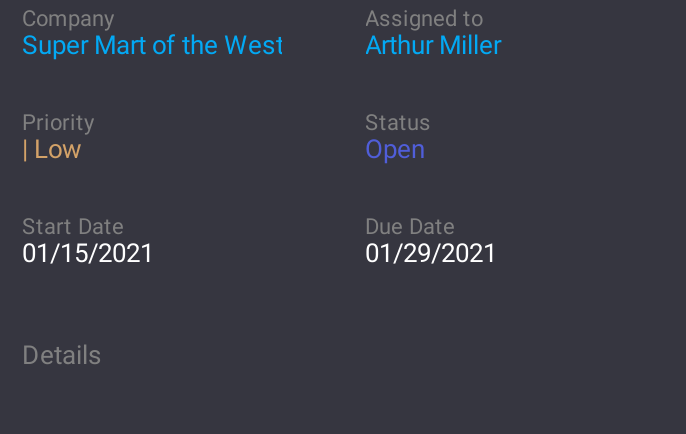 Company
Super Mart of the West
Assigned to
Arthur Miller
Priority
| Low
Status
Open
Start Date
01/15/2021
Due Date
01/29/2021
Details